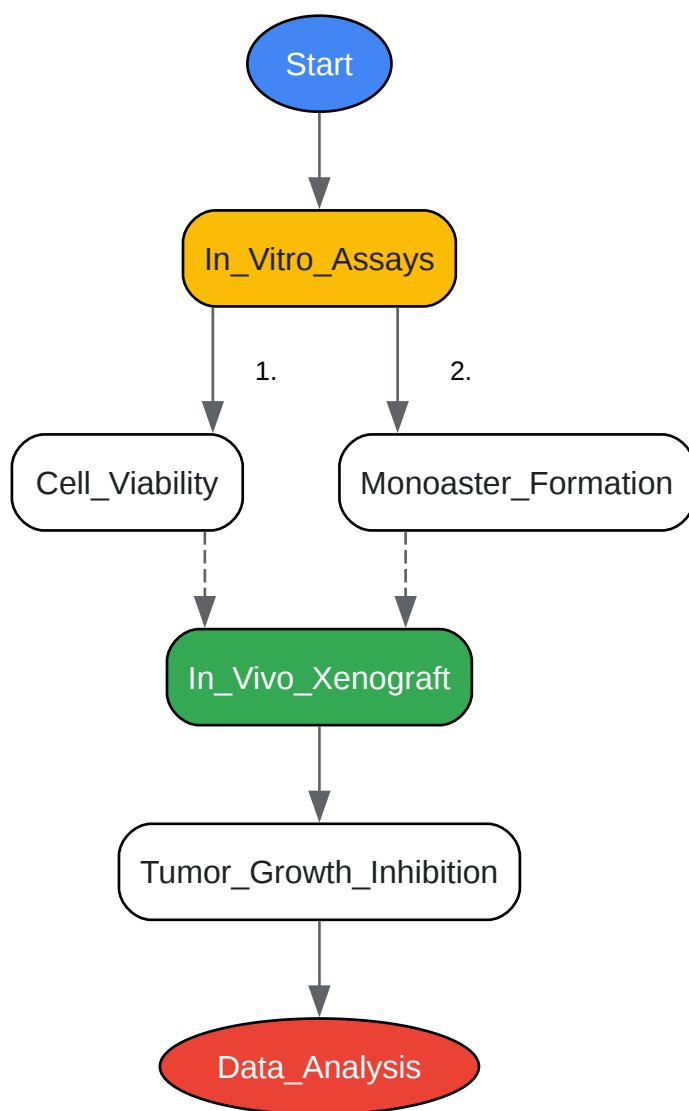 Start
In_Vitro_Assays
1.
2.
Cell_Viability
Monoaster_Formation
In_Vivo_Xenograft
Tumor_Growth_Inhibition
Data_Analysis